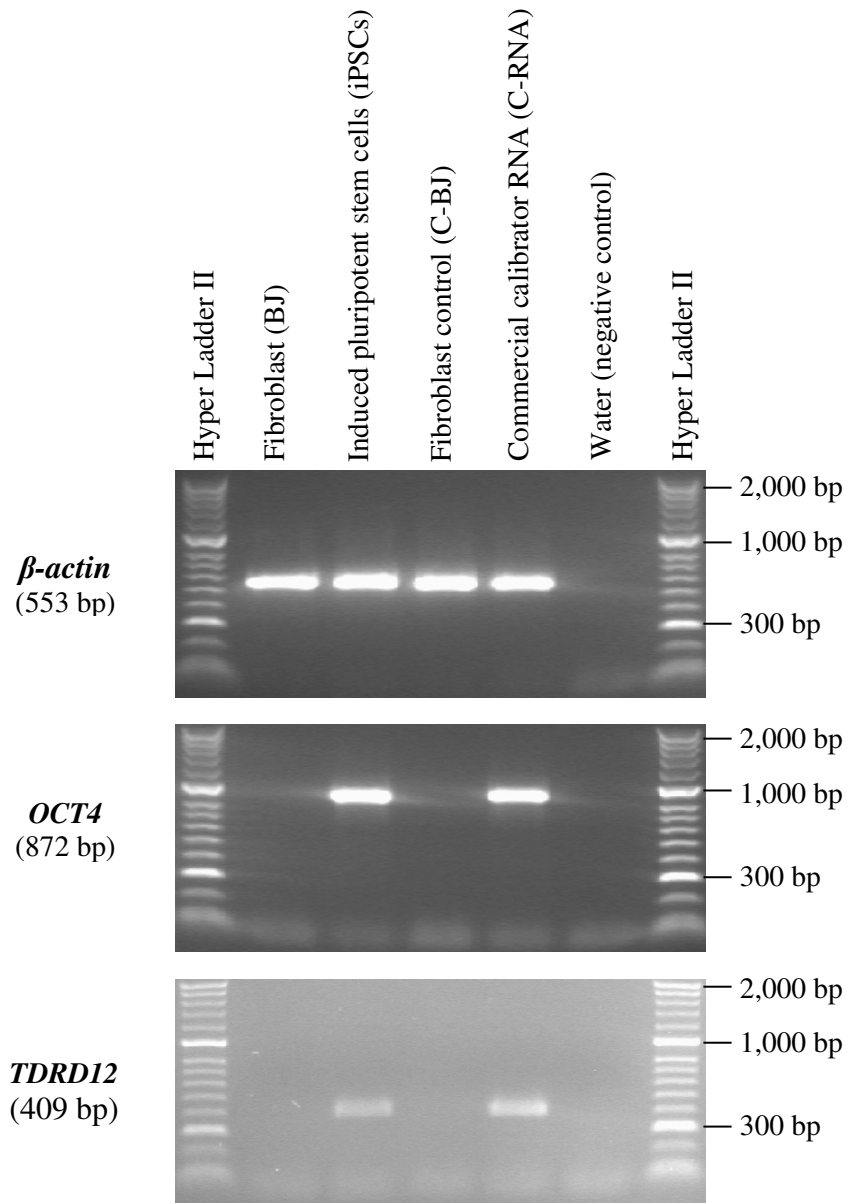 Hyper Ladder II
Fibroblast (BJ)
Induced pluripotent stem cells (iPSCs)
Fibroblast control (C-BJ)
Commercial calibrator RNA (C-RNA)
Water (negative control)
Hyper Ladder II
β-actin
(553 bp)
2,000 bp
1,000 bp
300 bp
OCT4
(872 bp)
2,000 bp
1,000 bp
300 bp
TDRD12
(409 bp)
2,000 bp
1,000 bp
300 bp